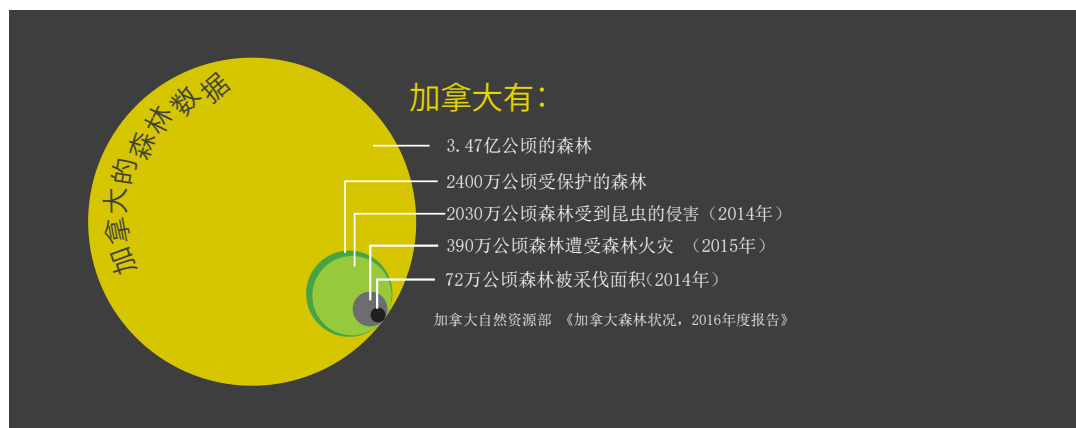 加拿大的森林数据
加拿大有：
3.47亿公顷的森林
2400万公顷受保护的森林
2030万公顷森林受到昆虫的侵害（2014年）
390万公顷森林遭受森林火灾 （2015年）
72万公顷森林被采伐面积（2014年）
加拿大自然资源部 《加拿大森林状况，2016年度报告》